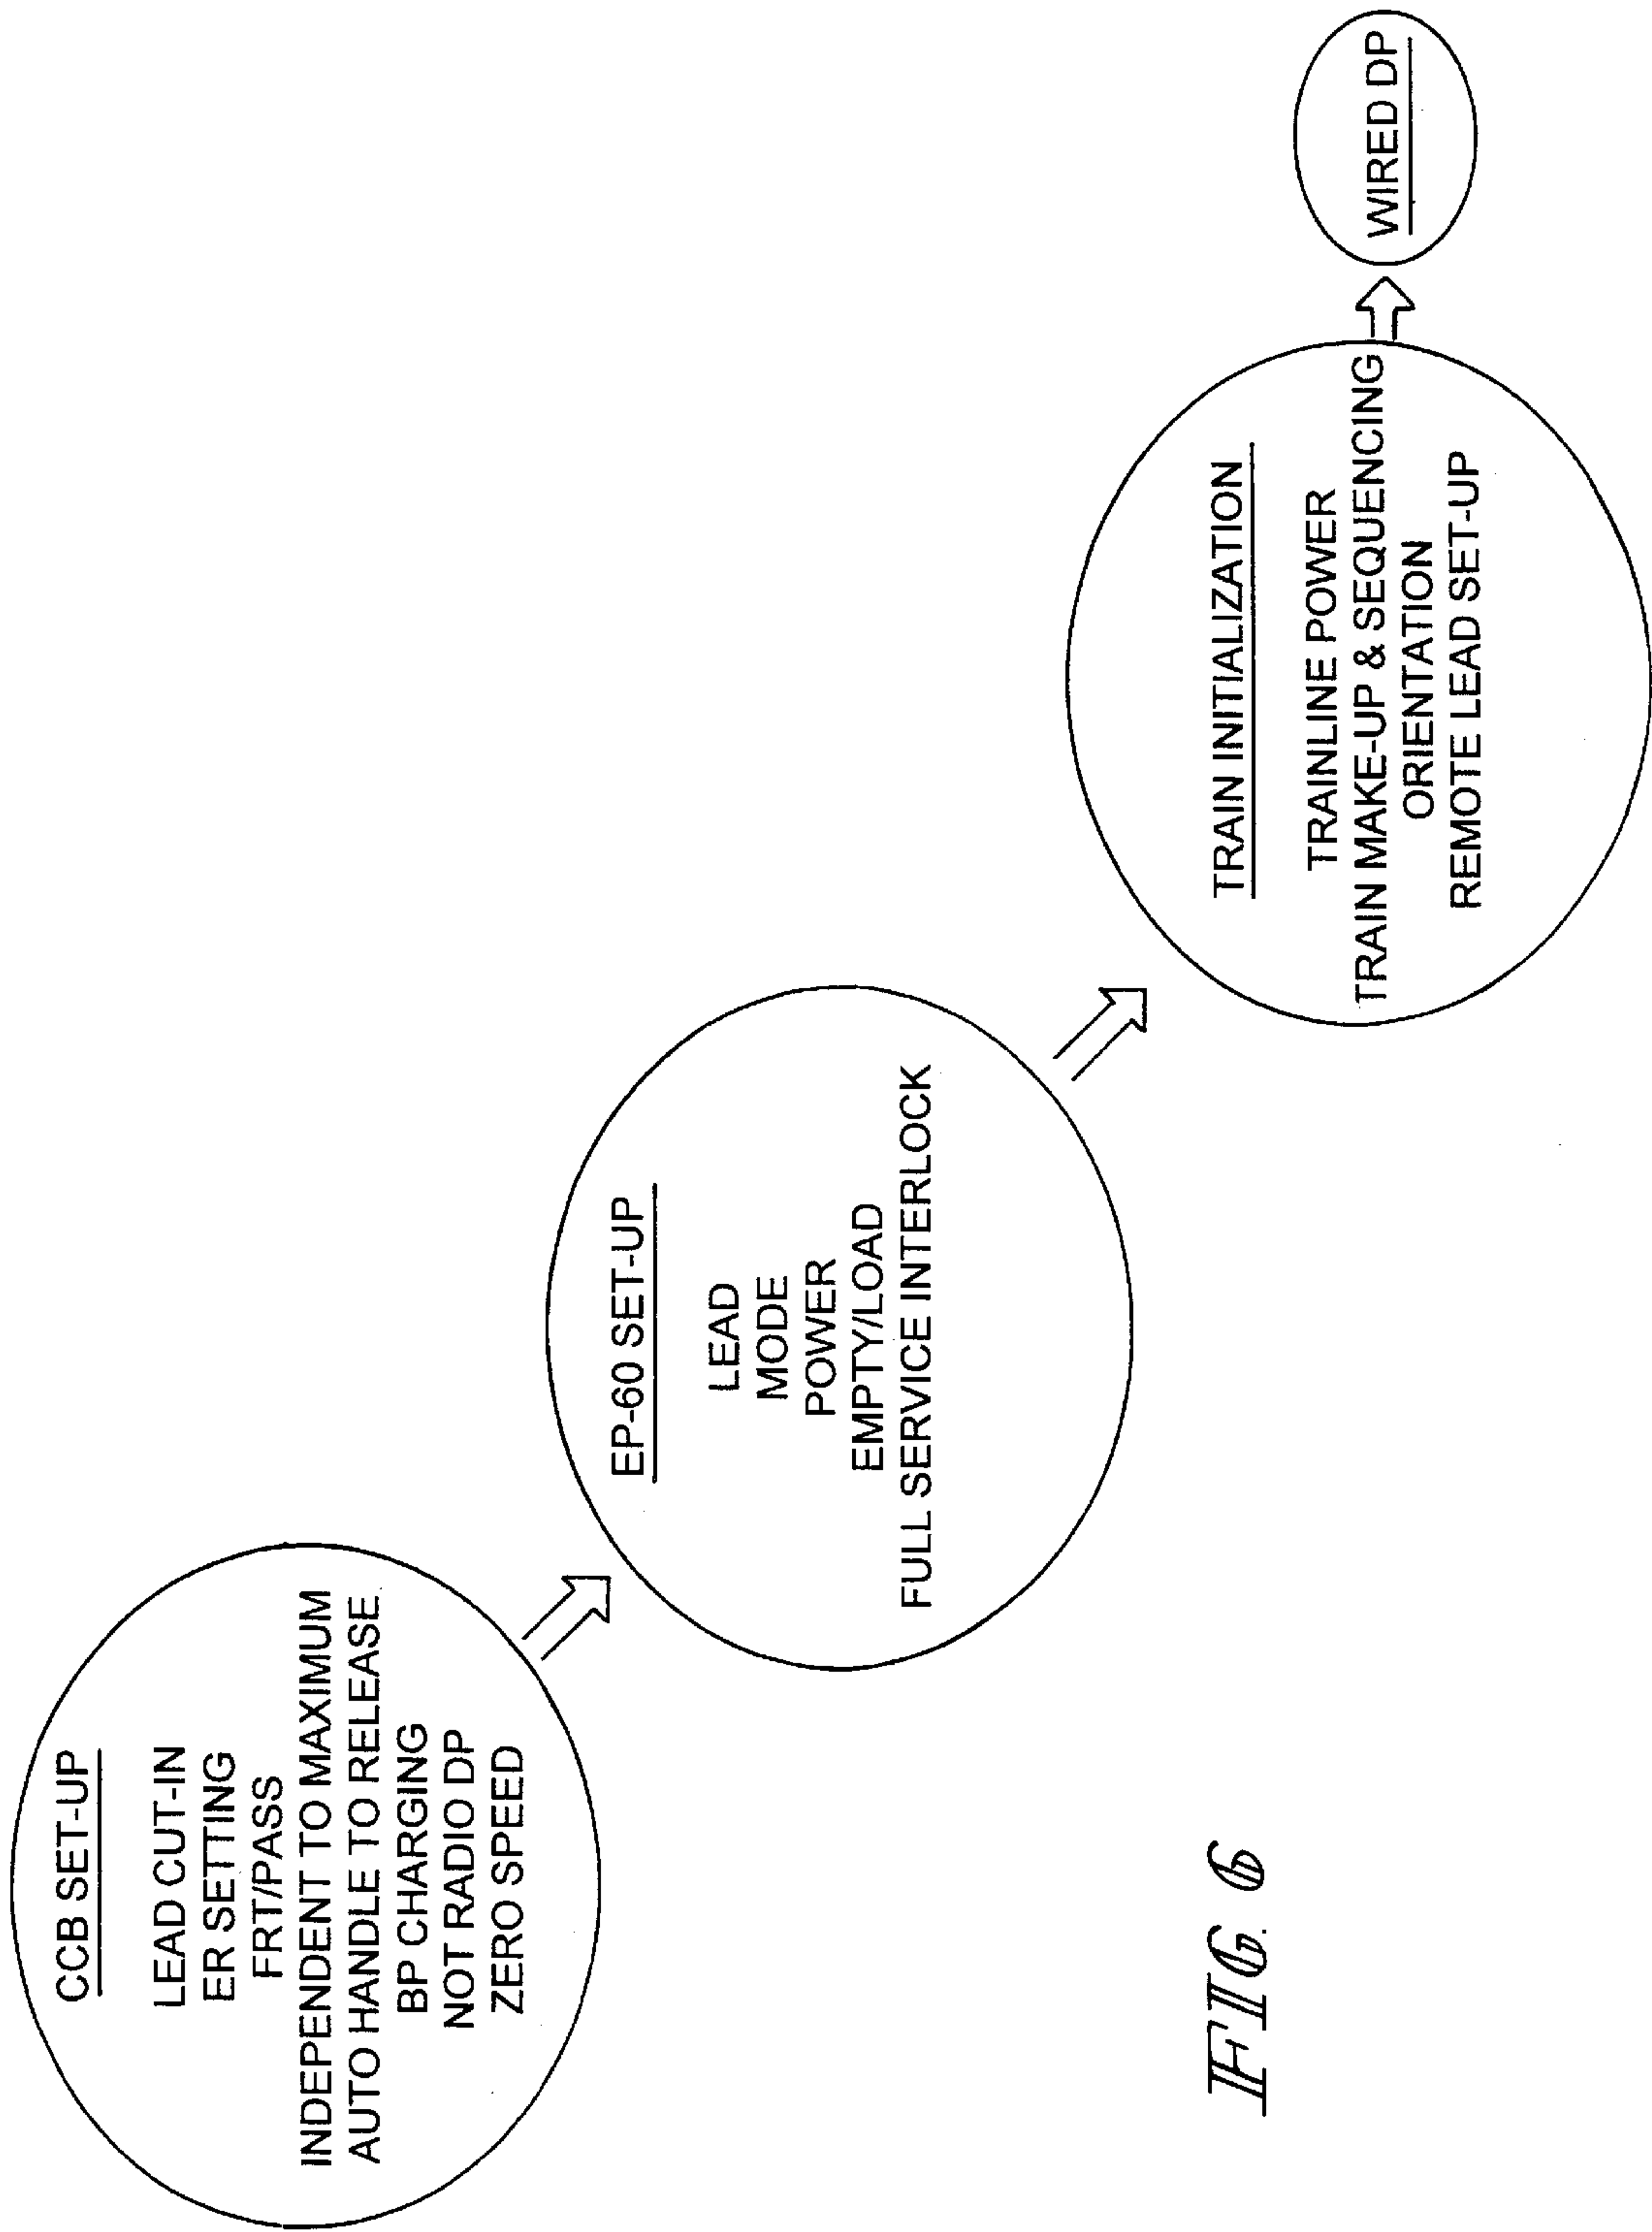 CCB SET-UP
LEAD CUT-IN
ER SETTING
FRT/PASS
INDEPENDENT TO MAXIMUM
AUTO HANDLE TO RELEASE
BP CHARGING
NOT RADIO DP
ZERO SPEED
EP-60 SET-UP
LEAD
MODE
POWER
EMPTY/LOAD
FULL SERVICE INTERLOCK
TRAIN INITIALIZATION
TRAINLINE POWER
TRAIN MAKE-UP & SEQUENCING
ORIENTATION
REMOTE LEAD SET-UP
WIRED DP
FIG. 6